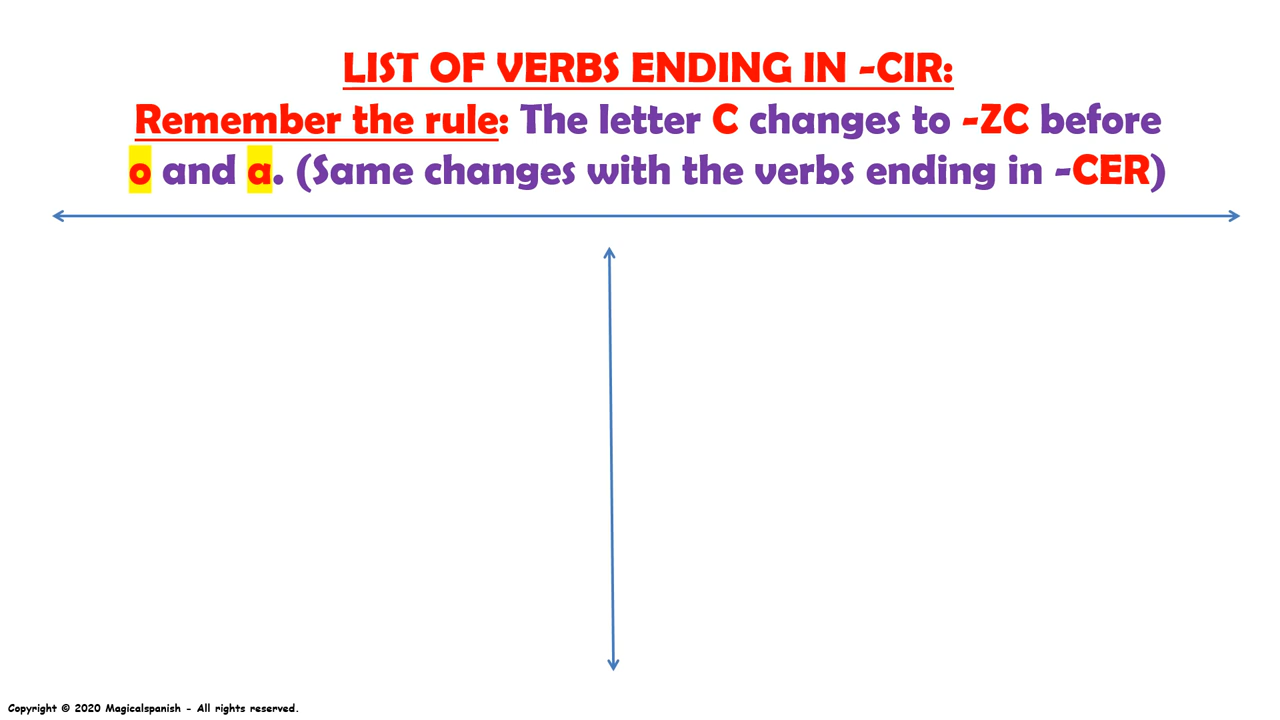 LIST OF VERBS ENDING IN -CIR:
Remember the rule: The letter C changes to -ZC before
o and a. (Same changes with the verbs ending in -CER)
Copyright © 2020 Magicalspanish - All rights reserved.